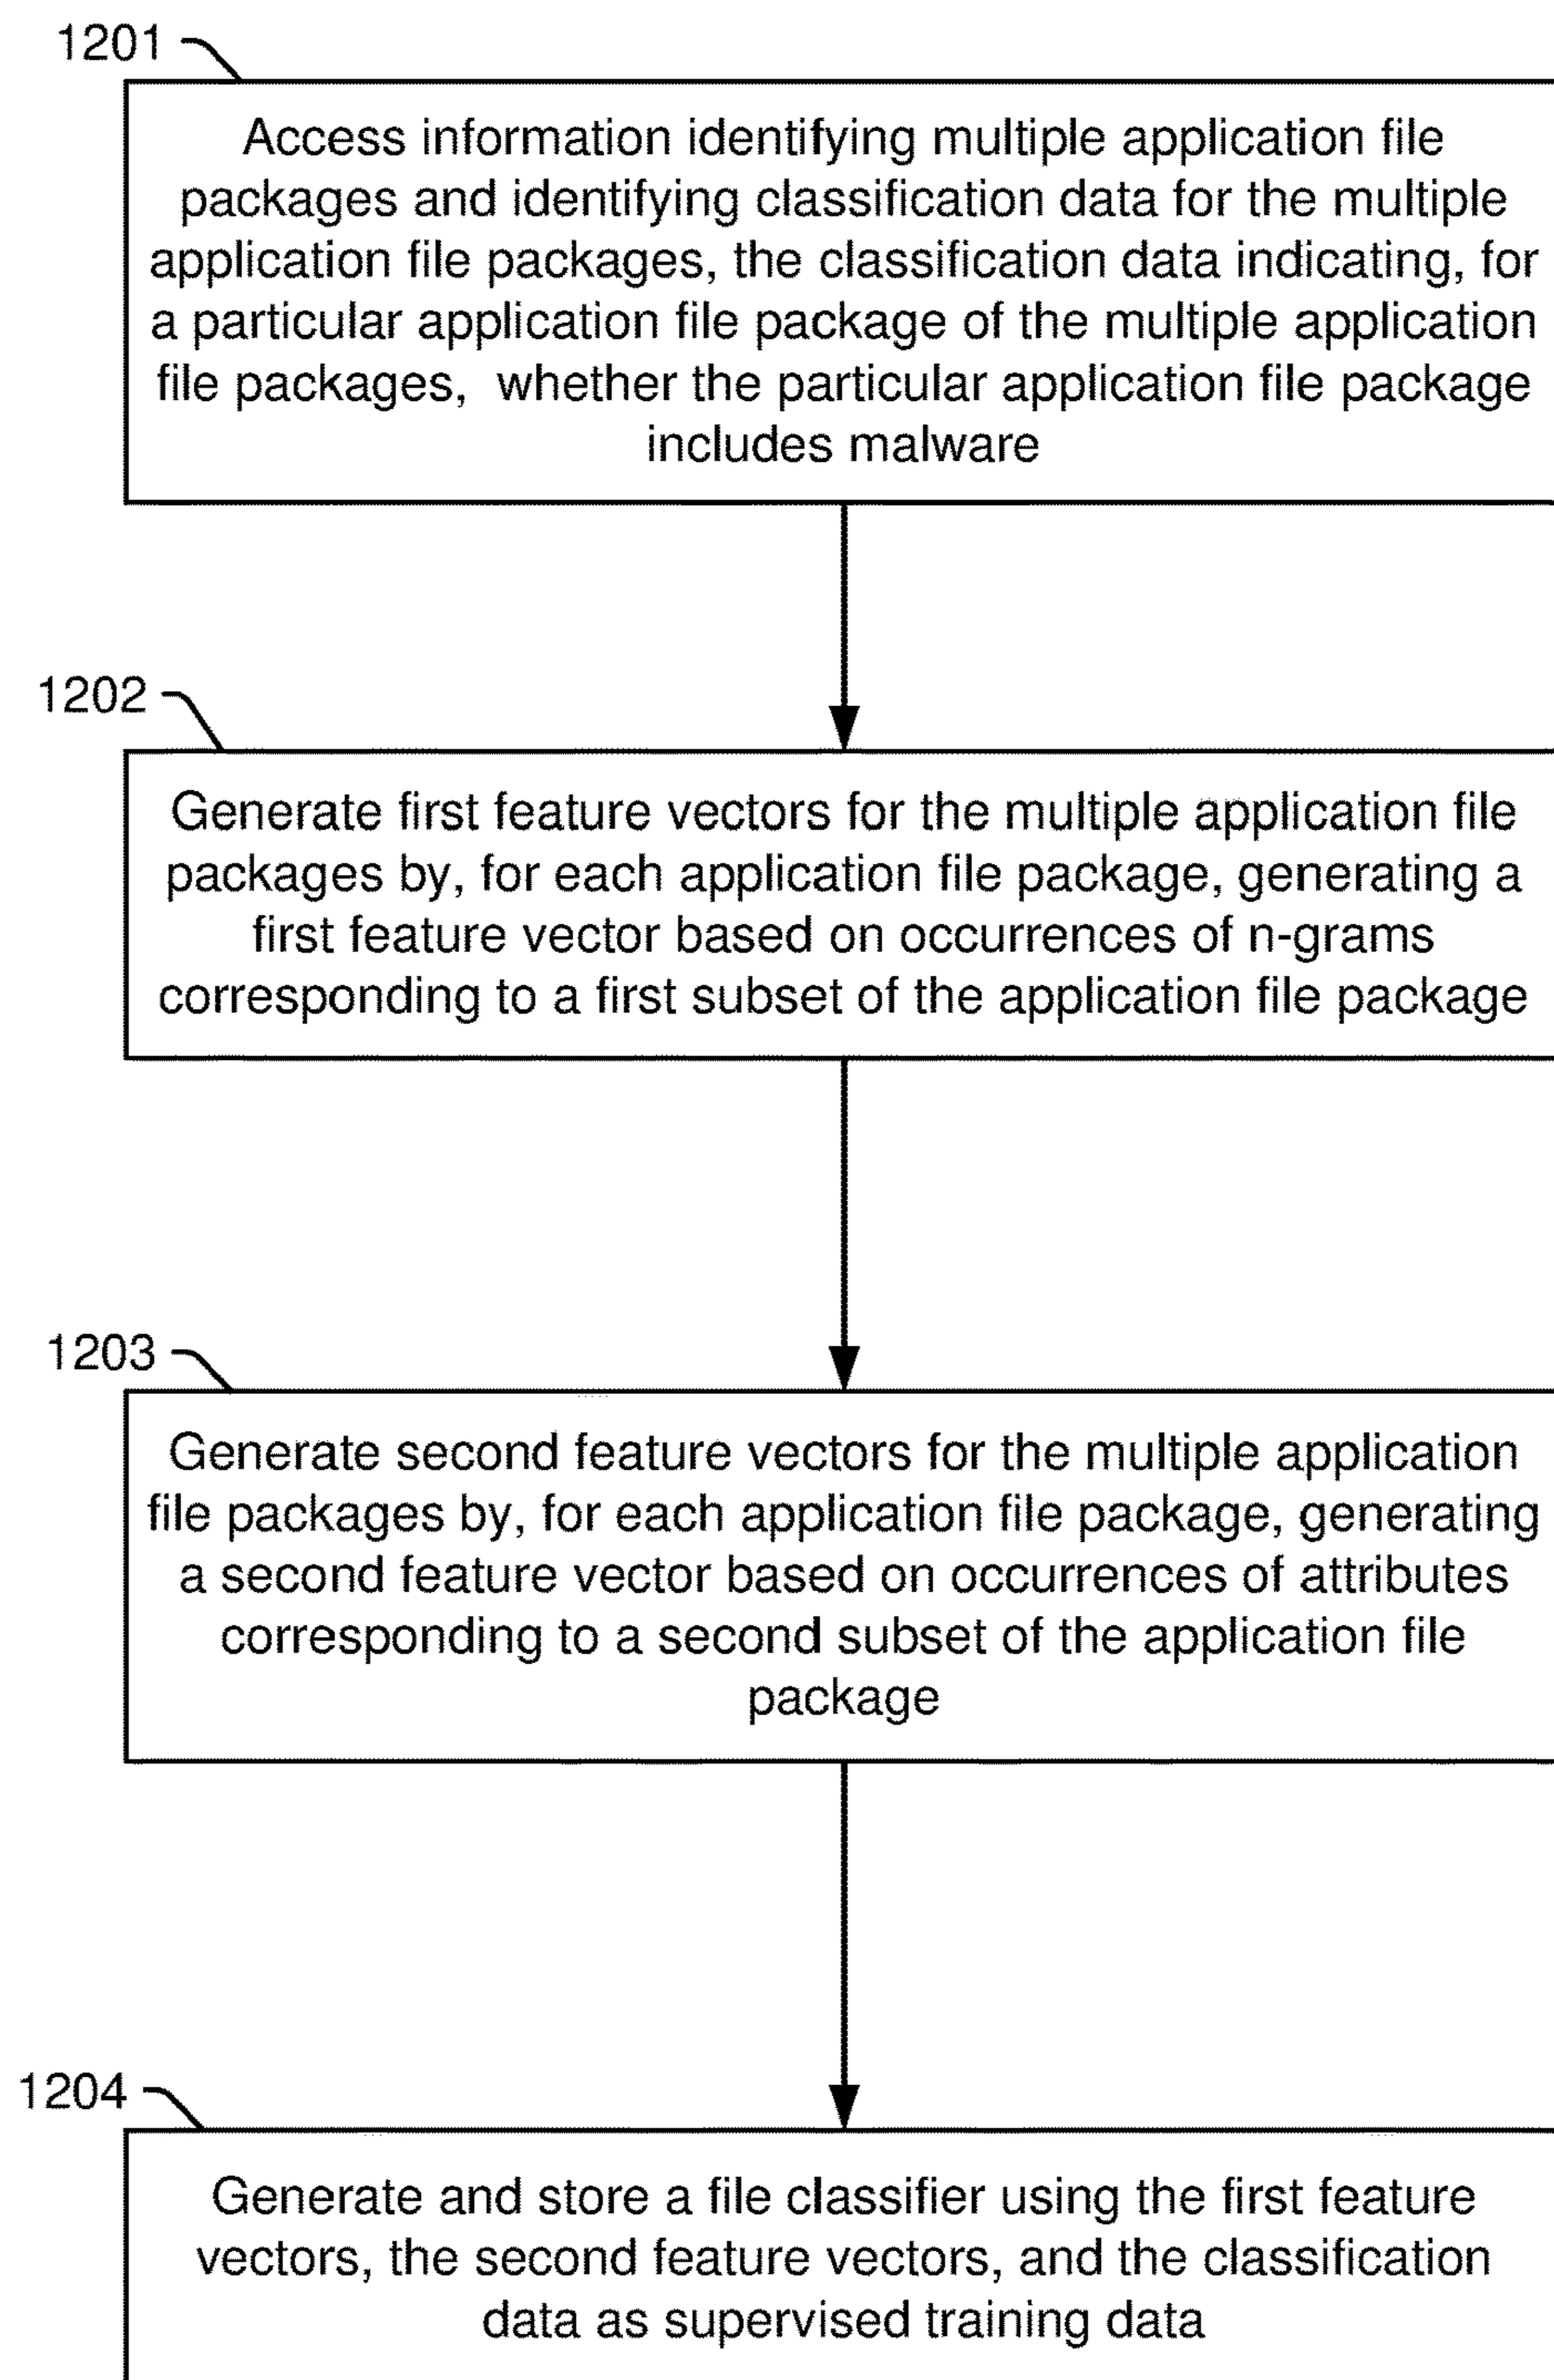 1201
Access information identifying multiple application file
packages and identifying classification data for the multiple
application file packages, the classification data indicating, for
a particular application file package of the multiple application
file packages, whether the particular application file package
includes malware
1202
Generate first feature vectors for the multiple application file
packages by, for each application file package, generating a
first feature vector based on occurrences of n-grams
corresponding to a first subset of the application file package
1203
Generate second feature vectors for the multiple application
file packages by, for each application file package, generating
a second feature vector based on occurrences of attributes
corresponding to a second subset of the application file
package
1204
Generate and store a file classifier using the first feature
vectors, the second feature vectors, and the classification
data as supervised training data